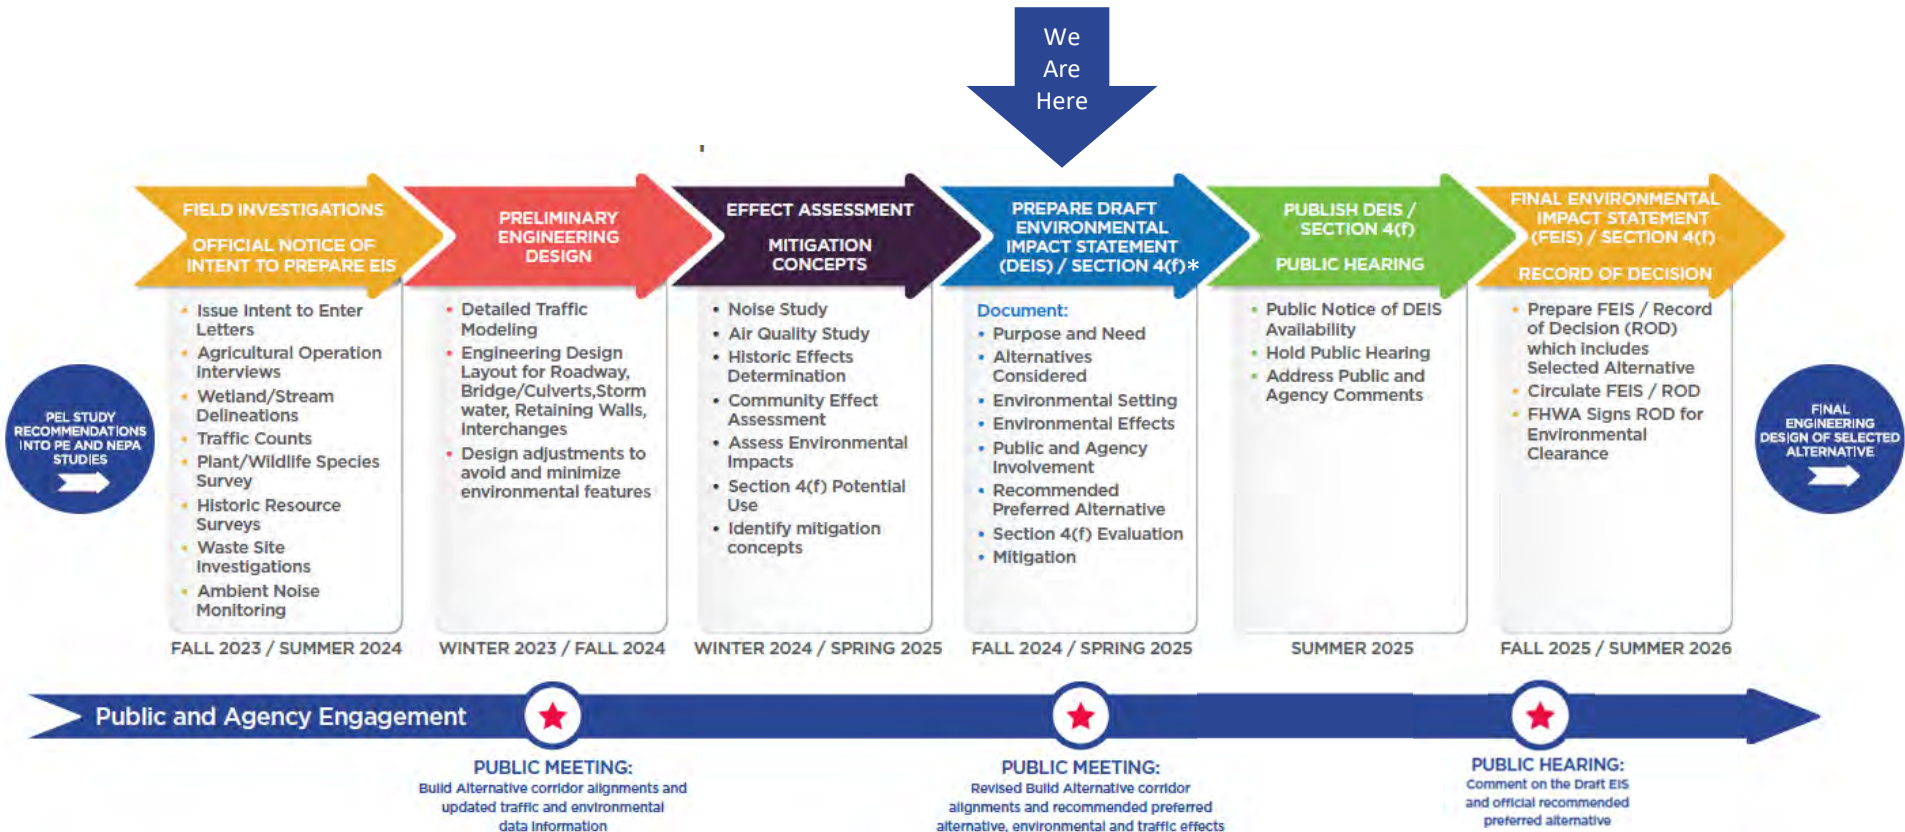 We
Are
Here
PEL STUDY
RECOMMENDATIONS
INTO PE AND NEPA
STUDIES
FIELD INVESTIGATIONS
OFFICIAL NOTICE OF
INTENT TO PREPARE EIS
• Issue Intent to Enter
Letters
• Agricultural Operation
Interviews
• Wetland/Stream
Delineations
• Traffic Counts
• Plant/Wildlife Species
Survey
• Historic Resource
Surveys
• Waste Site
Investigations
• Ambient Noise
Monitoring
FALL 2023 / SUMMER 2024
PRELIMINARY
ENGINEERING
DESIGN
• Detailed Traffic
Modeling
• Engineering Design
Layout for Roadway,
Bridge/Culverts,Storm
water, Retaining Walls,
Interchanges
• Design adjustments to
avoid and minimize
environmental features
WINTER 2023 / FALL 2024
EFFECT ASSESSMENT
MITIGATION
CONCEPTS
• Noise Study
• Air Quality Study
• Historic Effects
Determination
• Community Effect
Assessment
• Assess Environmental
Impacts
• Section 4(f) Potential
Use
• Identify mitigation
concepts
WINTER 2024 / SPRING 2025
PREPARE DRAFT
ENVIRONMENTAL
IMPACT STATEMENT
(DEIS) / SECTION 4(f)*
Document:
• Purpose and Need
• Alternatives
Considered
• Environmental Setting
• Environmental Effects
• Public and Agency
Involvement
• Recommended
Preferred Alternative
• Section 4(f) Evaluation
• Mitigation
FALL 2024 / SPRING 2025
PUBLISH DEIS /
SECTION 4(f)
PUBLIC HEARING
• Public Notice of DEIS
Availability
• Hold Public Hearing
• Address Public and
Agency Comments
SUMMER 2025
FINAL ENVIRONMENTAL
IMPACT STATEMENT
(FEIS) / SECTION 4(f)
RECORD OF DECISION
• Prepare FEIS / Record
of Decision (ROD)
which includes
Selected Alternative
• Circulate FEIS / ROD
• FHWA Signs ROD for
Environmental
Clearance
FALL 2025 / SUMMER 2026
FINAL
ENGINEERING
DESIGN OF SELECTED
ALTERNATIVE
Public and Agency Engagement
PUBLIC MEETING:
Build Alternative corridor alignments and
updated traffic and environmental
data information
PUBLIC MEETING:
Revised Build Alternative corridor
alignments and recommended preferred
alternative, environmental and traffic effects
PUBLIC HEARING:
Comment on the Draft EIS
and official recommended
preferred alternative